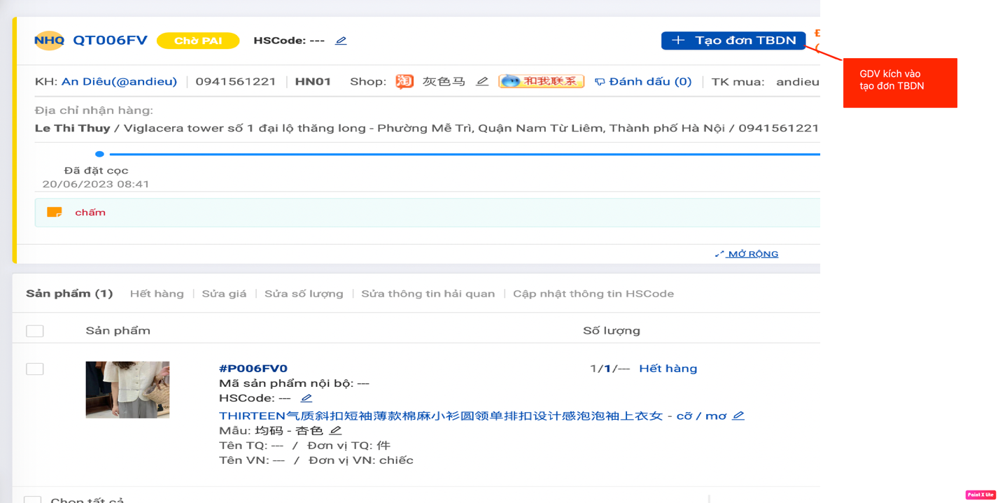 NHQ QT006FV Chờ PAI HSCode: --- + Tạo đơn TBDN
KH: An Diêu(@andieu) 0941561221 HN01 Shop: 淘 灰色马 和我联系 Đánh dấu (0) TK mua: andieu
GDV kích vào
tạo đơn TBDN
Địa chỉ nhận hàng:
Le Thi Thuy / Viglacera tower số 1 đại lộ thăng long - Phường Mễ Trì, Quận Nam Từ Liêm, Thành phố Hà Nội / 0941561221
Đã đặt cọc
20/06/2023 08:41
chấm
MỞ RỘNG
Sản phẩm (1) Hết hàng Sửa giá Sửa số lượng Sửa thông tin hải quan Cập nhật thông tin HSCode
Sản phẩm Số lượng
#P006FV0 1/1/--- Hết hàng
Mã sản phẩm nội bộ: ---
HSCode: ---
THIRTEEN气质斜扣短袖薄款棉麻小衫圆领单排扣设计感泡泡袖上衣女 - cỡ / mơ
Mẫu: 均码 - 杏色
Tên TQ: --- / Đơn vị TQ: 件
Tên VN: --- / Đơn vị VN: chiếc
Chọn tất cả
Paint X lite